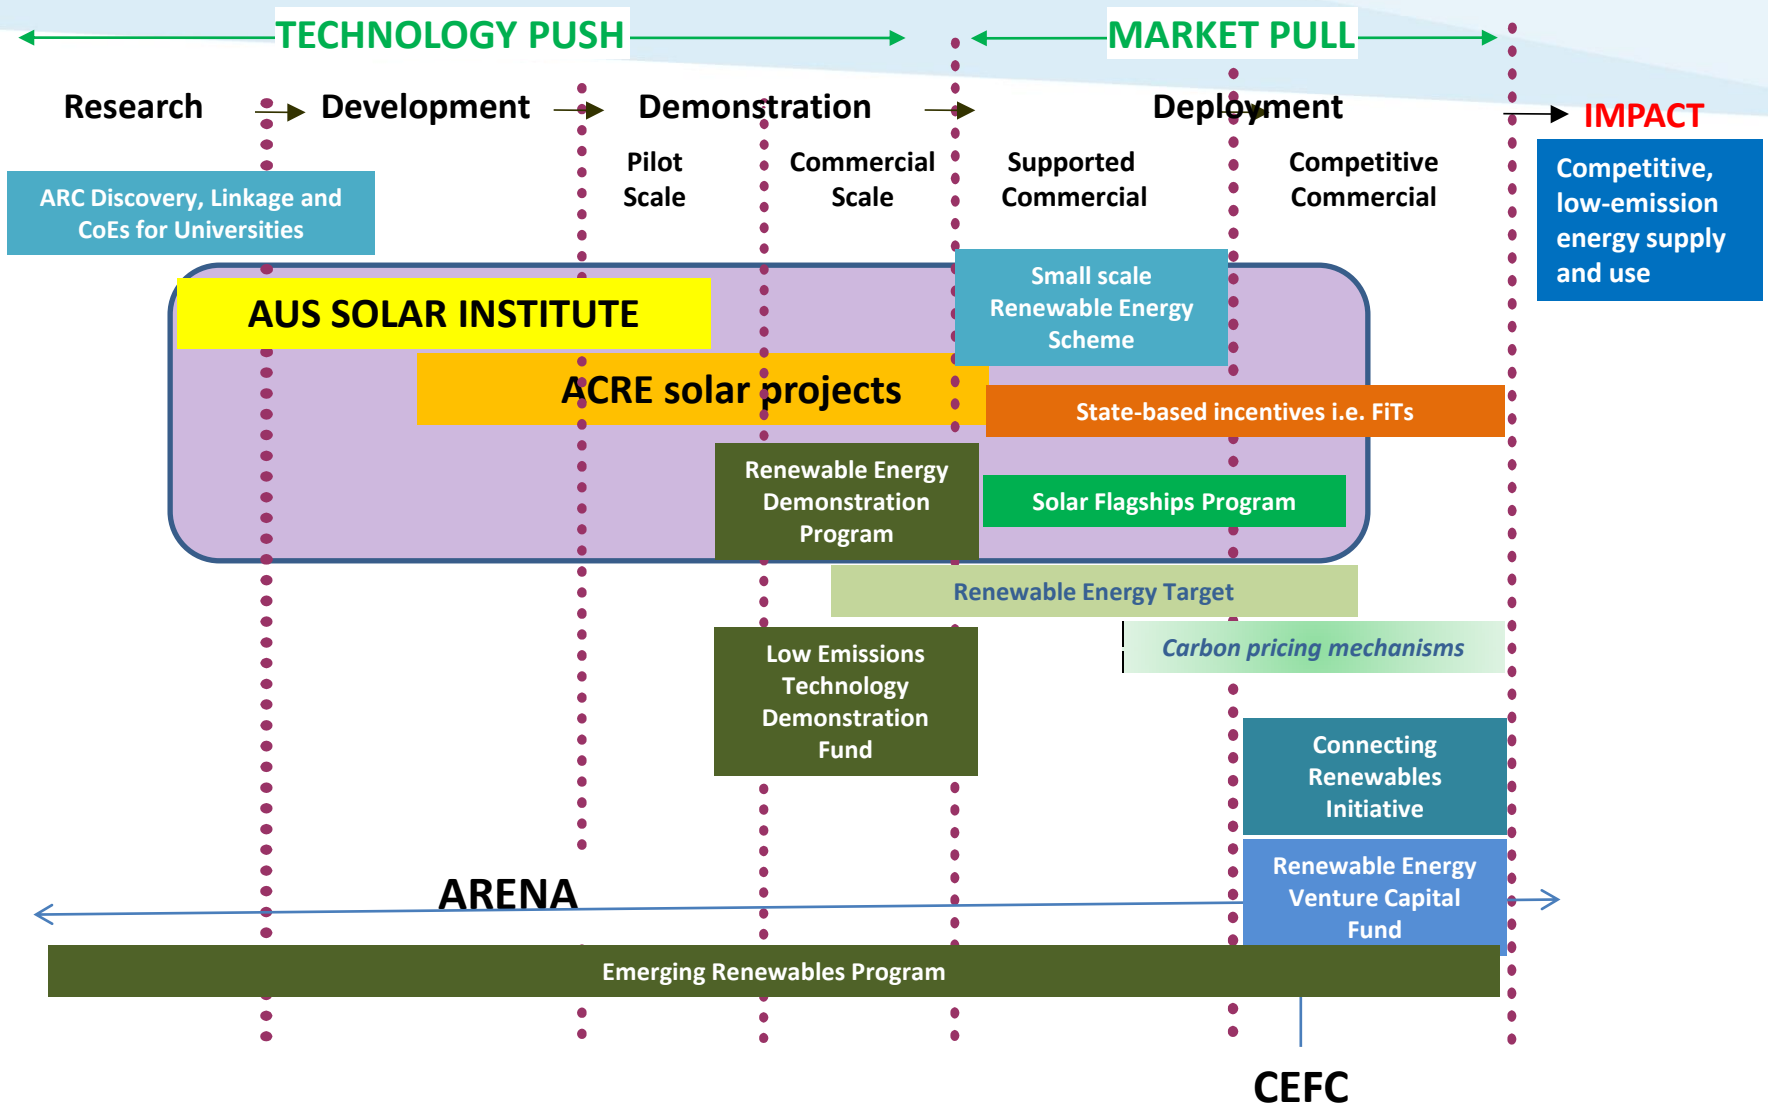 TECHNOLOGY PUSH
MARKET PULL
Research
Development
Demonstration
Deployment
IMPACT
Pilot
Scale
Commercial
Scale
Supported
Commercial
Competitive
Commercial
Competitive,
low-emission
energy supply
and use
ARC Discovery, Linkage and
CoEs for Universities
AUS SOLAR INSTITUTE
Small scale
Renewable Energy
Scheme
ACRE solar projects
State-based incentives i.e. FiTs
Renewable Energy
Demonstration
Program
Solar Flagships Program
Renewable Energy Target
Low Emissions
Technology
Demonstration
Fund
Carbon pricing mechanisms
Connecting
Renewables
Initiative
ARENA
Renewable Energy
Venture Capital
Fund
Emerging Renewables Program
CEFC